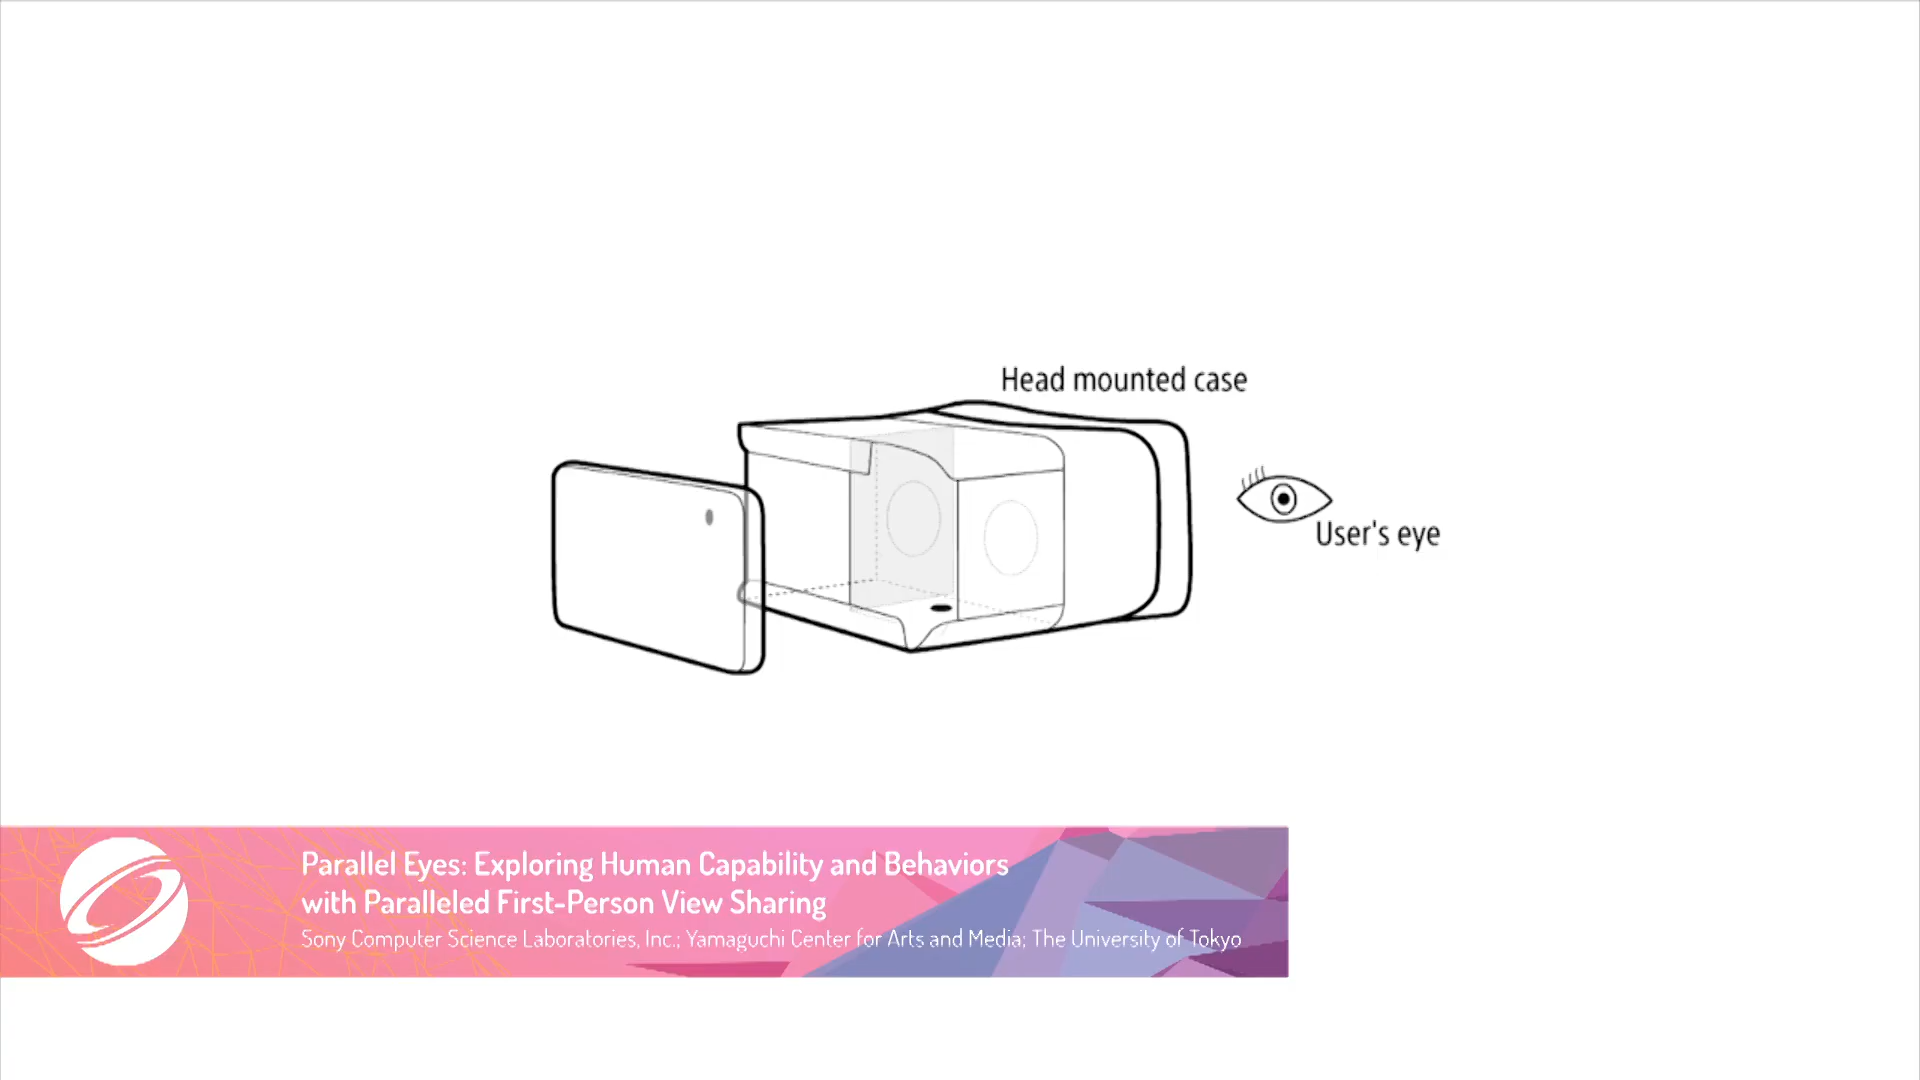 Head mounted case
User's eye
Parallel Eyes: Exploring Human Capability and Behaviors
with Paralleled First-Person View Sharing
Sony Computer Science Laboratories, Inc.; Yamaguchi Center for Arts and Media; The University of Tokyo